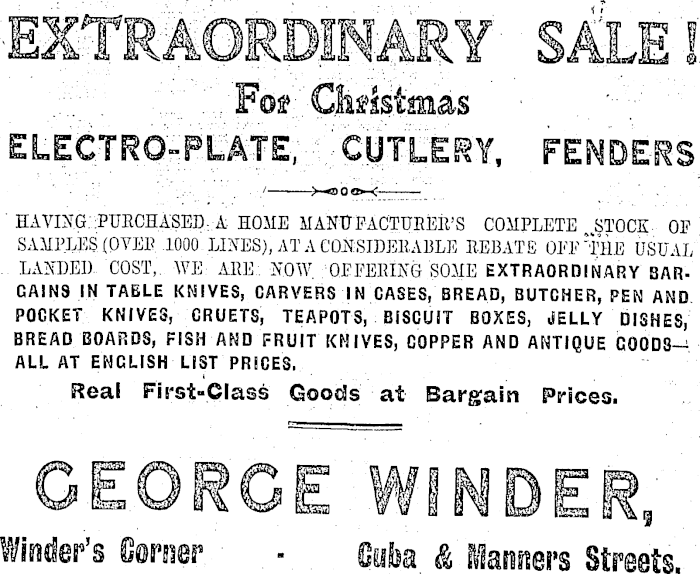 EXTRAORDINARY SALE!
For Christmas
ELECTRO-PLATE, CUTLERY, FENDERS
HAVING PURCHASED A HOME MANUFACTURER'S COMPLETE STOCK OF
SAMPLES (OVER 1000 LINES), AT A CONSIDERABLE REBATE OFF THE USUAL
LANDED COST, WE ARE NOW OFFERING SOME EXTRAORDINARY BAR-
GAINS IN TABLE KNIVES, CARVERS IN CASES, BREAD, BUTCHER, PEN AND
POCKET KNIVES, CRUETS, TEAPOTS, BISCUIT BOXES, JELLY DISHES,
BREAD BOARDS, FISH AND FRUIT KNIVES, COPPER AND ANTIQUE GOODS—
ALL AT ENGLISH LIST PRICES.
Real First-Class Goods at Bargain Prices.
GEORGE WINDER,
Winder's Corner - Cuba & Manners Streets.